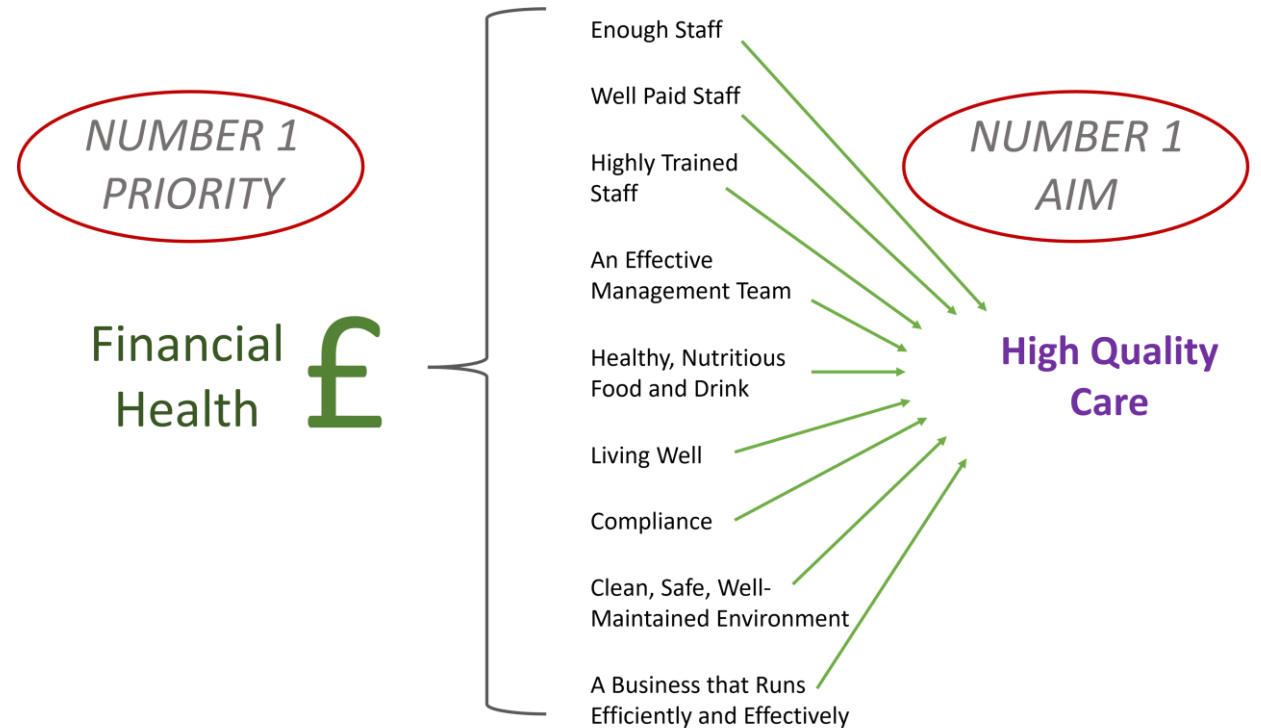 NUMBER 1
PRIORITY
Financial
Health
£
Enough Staff
Well Paid Staff
Highly Trained
Staff
An Effective
Management Team
Healthy, Nutritious
Food and Drink
Living Well
Compliance
Clean, Safe, Well-
Maintained Environment
A Business that Runs
Efficiently and Effectively
NUMBER 1
AIM
High Quality
Care